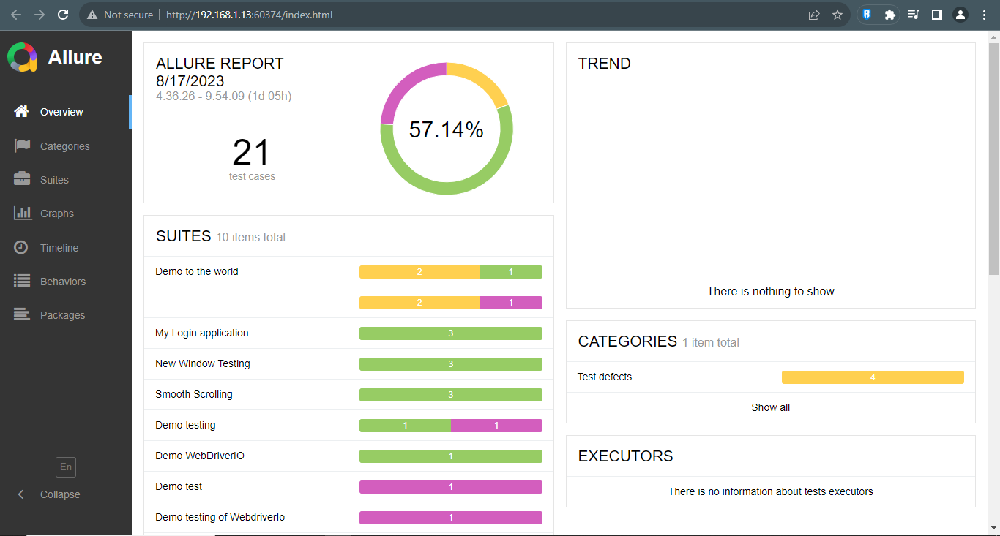 Not secure | http://192.168.1.13:60374/index.html
Allure
Overview
Categories
Suites
Graphs
Timeline
Behaviors
Packages
En
Collapse
ALLURE REPORT
8/17/2023
4:36:26 - 9:54:09 (1d 05h)
21
test cases
57.14%
SUITES 10 items total
Demo to the world 2 1
2 1
My Login application 3
New Window Testing 3
Smooth Scrolling 3
Demo testing 1 1
Demo WebDriverIO 1
Demo test 1
Demo testing of WebdriverIo 1
TREND
There is nothing to show
CATEGORIES 1 item total
Test defects 4
Show all
EXECUTORS
There is no information about tests executors